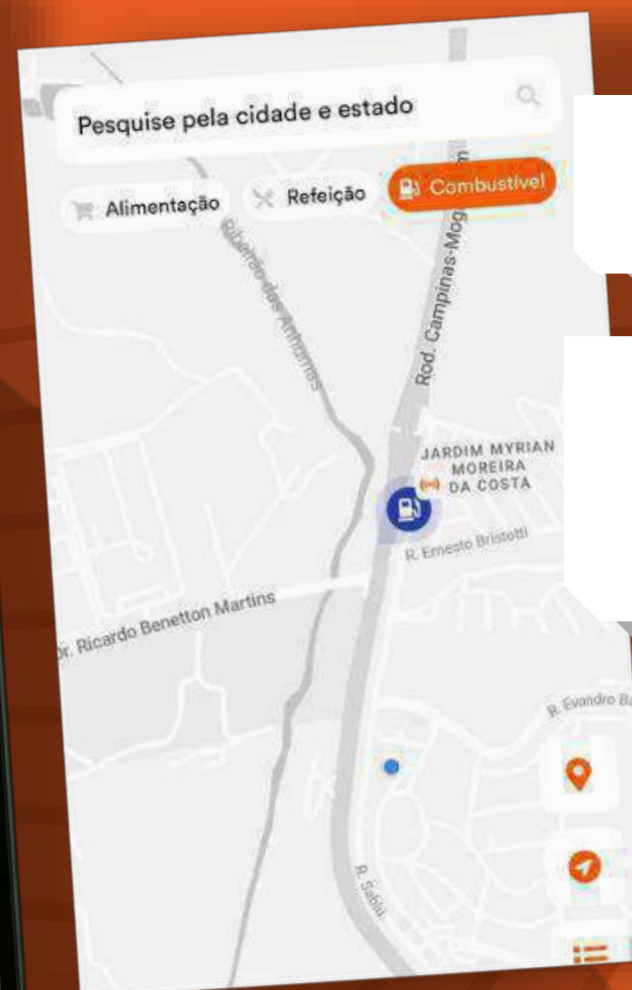 Pesquise pela cidade e estado
Alimentação
Refeição
Combustível
Ribeirão das Anhumas
Rod. Campinas-Mog
JARDIM MYRIAN
MOREIRA
DA COSTA
R. Ernesto Bristotti
Dr. Ricardo Benetton Martins
R. Evandro Ba
R. Sabiú